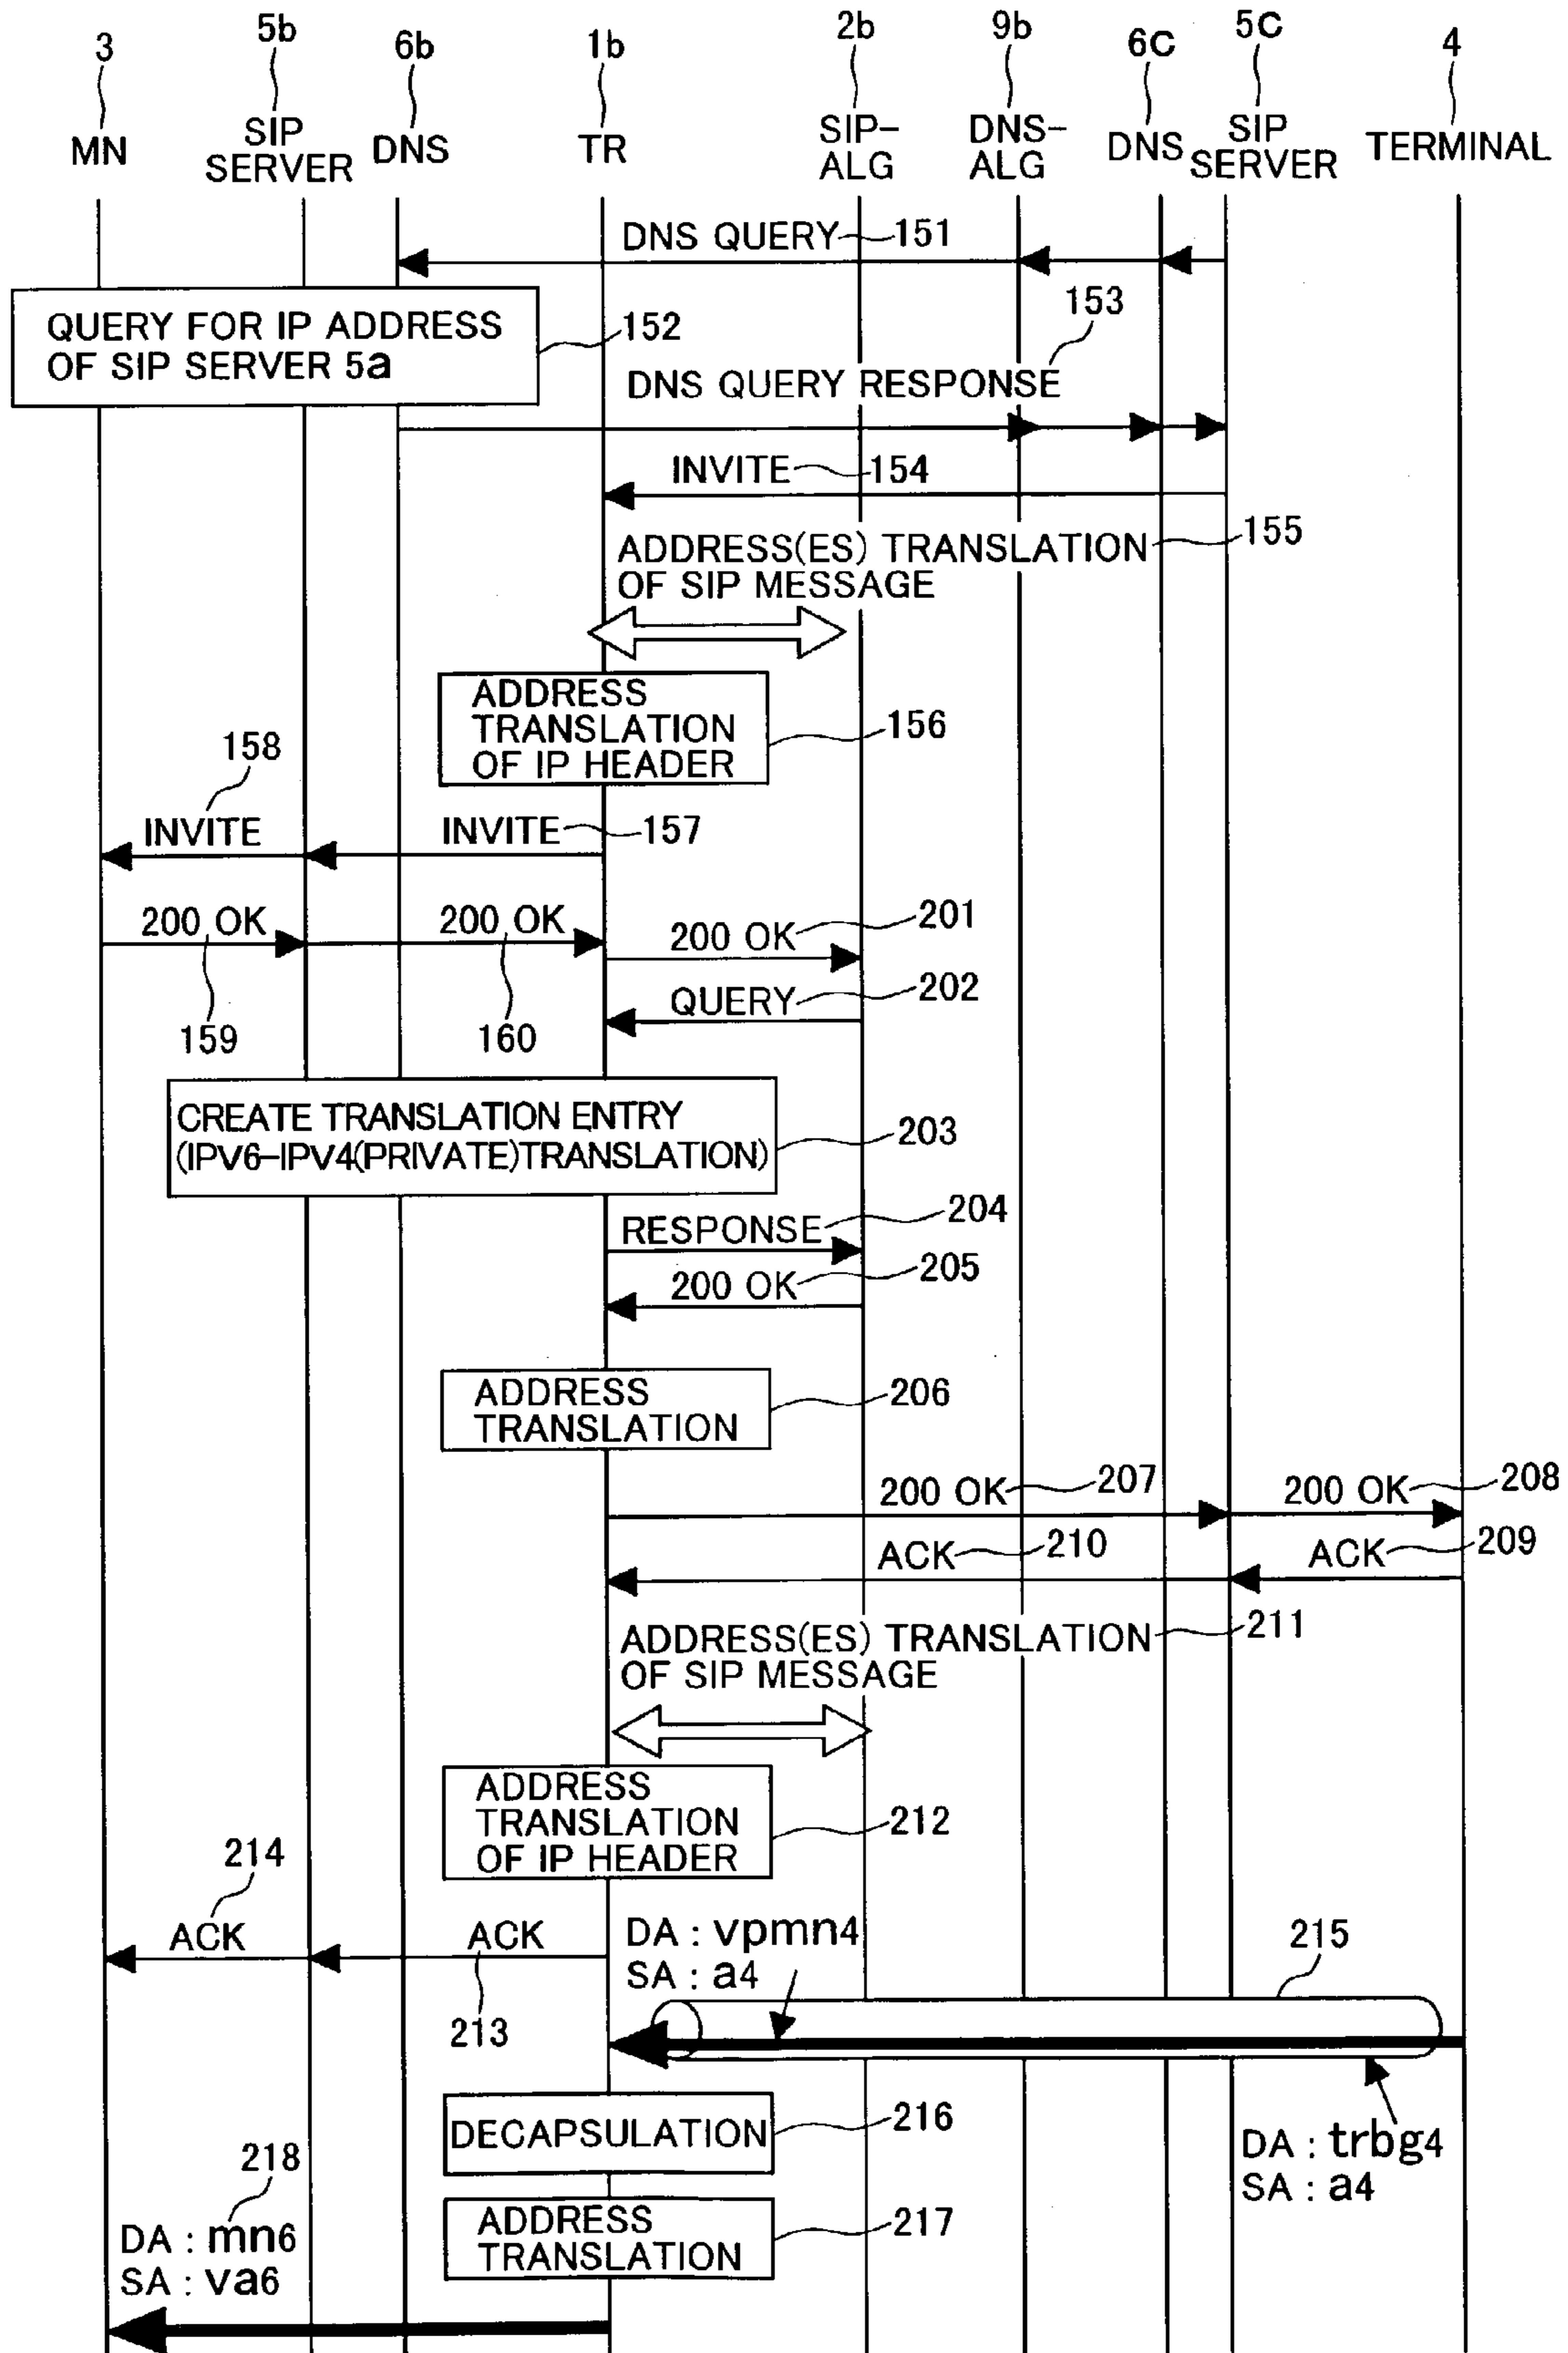 3
5b
6b
1b
2b
9b
6c
5c
4
MN
SIP
SERVER
DNS
TR
SIP-
ALG
DNS-
ALG
DNS
SIP
SERVER
TERMINAL
DNS QUERY 151
QUERY FOR IP ADDRESS
OF SIP SERVER 5a
152
153
DNS QUERY RESPONSE
INVITE 154
ADDRESS(ES) TRANSLATION
OF SIP MESSAGE
155
ADDRESS
TRANSLATION
OF IP HEADER
156
158
INVITE
INVITE 157
200 OK
159
200 OK
160
200 OK 201
QUERY 202
CREATE TRANSLATION ENTRY
(IPV6-IPV4(PRIVATE)TRANSLATION)
203
RESPONSE 204
200 OK 205
ADDRESS
TRANSLATION
206
200 OK 207
200 OK 208
ACK 210
ACK 209
ADDRESS(ES) TRANSLATION
OF SIP MESSAGE
211
ADDRESS
TRANSLATION
OF IP HEADER
212
214
ACK
ACK
213
DA : vpmn4
SA : a4
215
DECAPSULATION
216
DA : trbg4
SA : a4
218
DA : mn6
SA : va6
ADDRESS
TRANSLATION
217